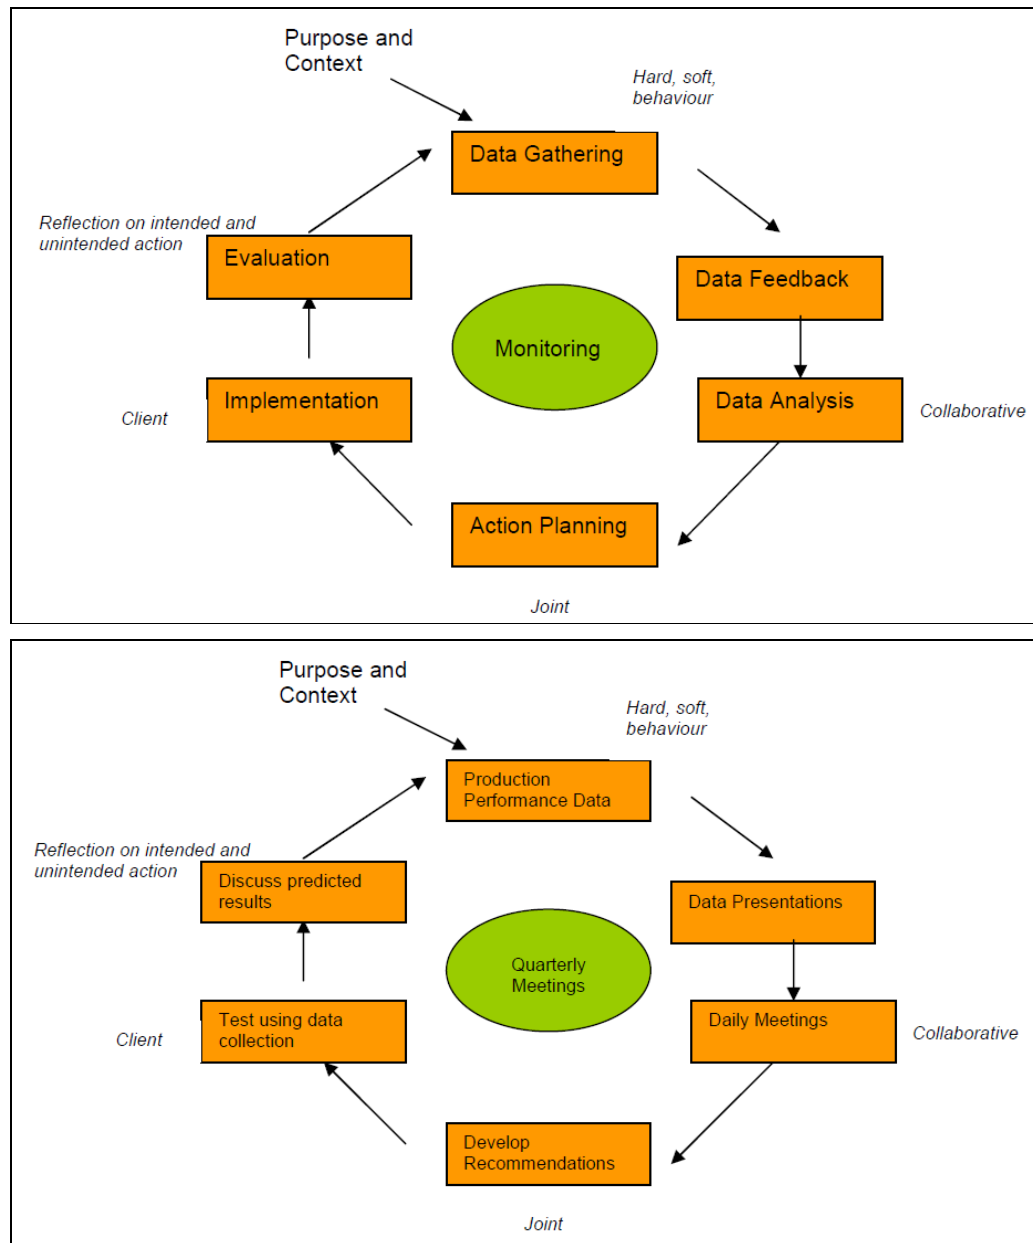 Purpose and
Context
Hard, soft,
behaviour
Data Gathering
Reflection on intended and
unintended action
Evaluation
Data Feedback
Monitoring
Client
Implementation
Data Analysis
Collaborative
Action Planning
Joint
Purpose and
Context
Hard, soft,
behaviour
Production
Performance Data
Reflection on intended and
unintended action
Discuss predicted
results
Data Presentations
Quarterly
Meetings
Client
Test using data
collection
Daily Meetings
Collaborative
Develop
Recommendations
Joint